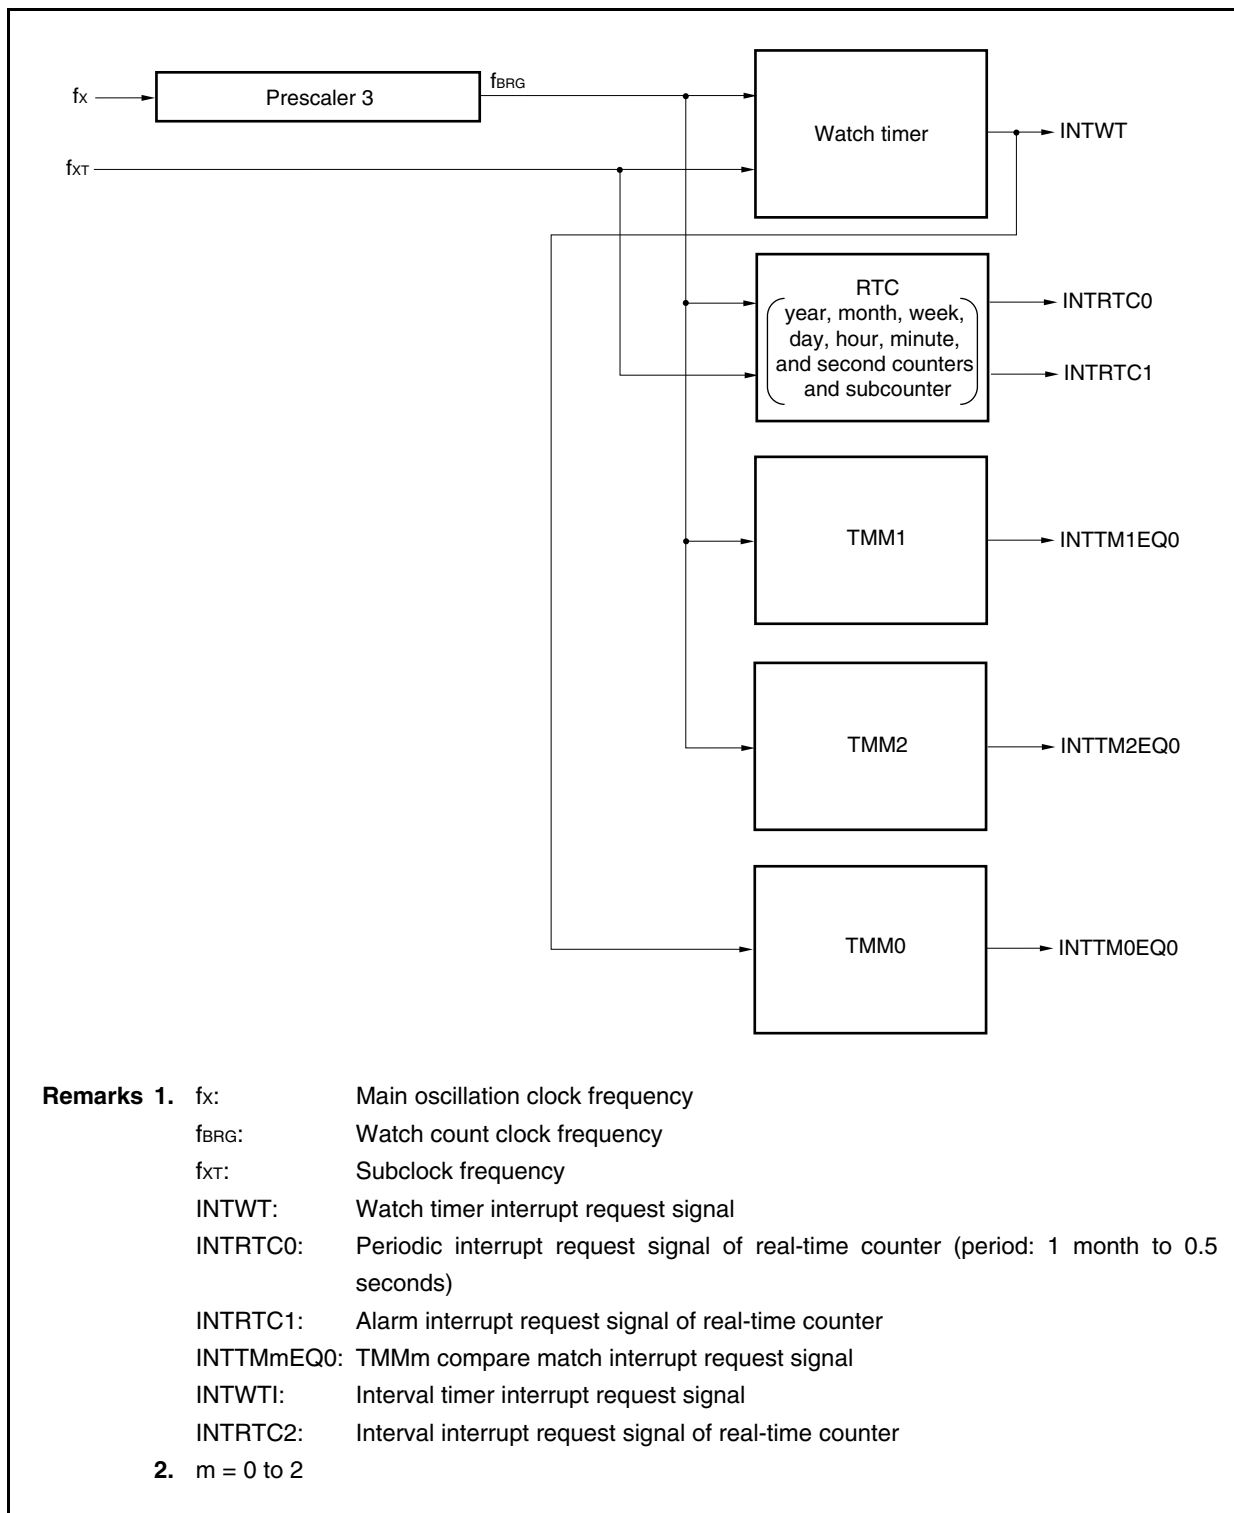 fX
Prescaler 3
fBRG
fXT
Watch timer
INTWT
RTC
year, month, week,
day, hour, minute,
and second counters
and subcounter
INTRTC0
INTRTC1
TMM1
INTTM1EQ0
TMM2
INTTM2EQ0
TMM0
INTTM0EQ0
Remarks 1. fX: Main oscillation clock frequency
fBRG: Watch count clock frequency
fXT: Subclock frequency
INTWT: Watch timer interrupt request signal
INTRTC0: Periodic interrupt request signal of real-time counter (period: 1 month to 0.5
seconds)
INTRTC1: Alarm interrupt request signal of real-time counter
INTTMmEQ0: TMMm compare match interrupt request signal
INTWTI: Interval timer interrupt request signal
INTRTC2: Interval interrupt request signal of real-time counter
2. m = 0 to 2